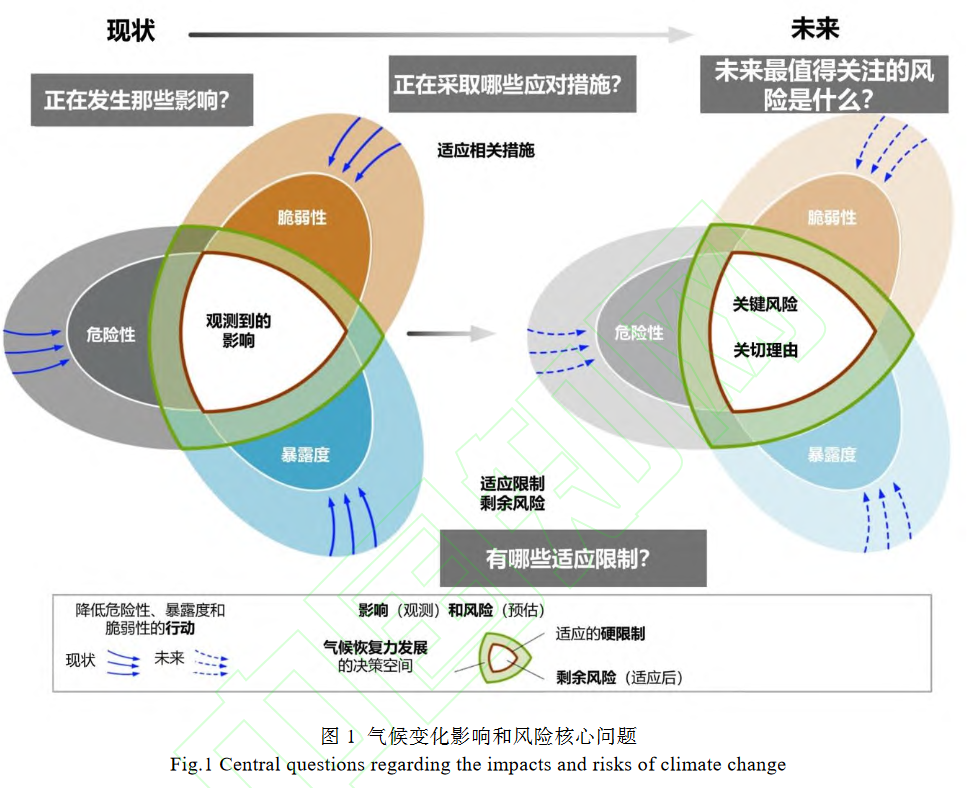 现状
未来
正在发生那些影响？
正在采取哪些应对措施？
未来最值得关注的风
险是什么？
适应相关措施
脆弱性
危险性
观测到的
影响
暴露度
脆弱性
危险性
关键风险
关切理由
暴露度
适应限制
剩余风险
有哪些适应限制？
降低危险性、暴露度和
脆弱性的行动
现状
未来
影响（观测）和风险（预估）
气候恢复力发展
的决策空间
适应的硬限制
剩余风险（适应后）
图 1 气候变化影响和风险核心问题
Fig.1 Central questions regarding the impacts and risks of climate change